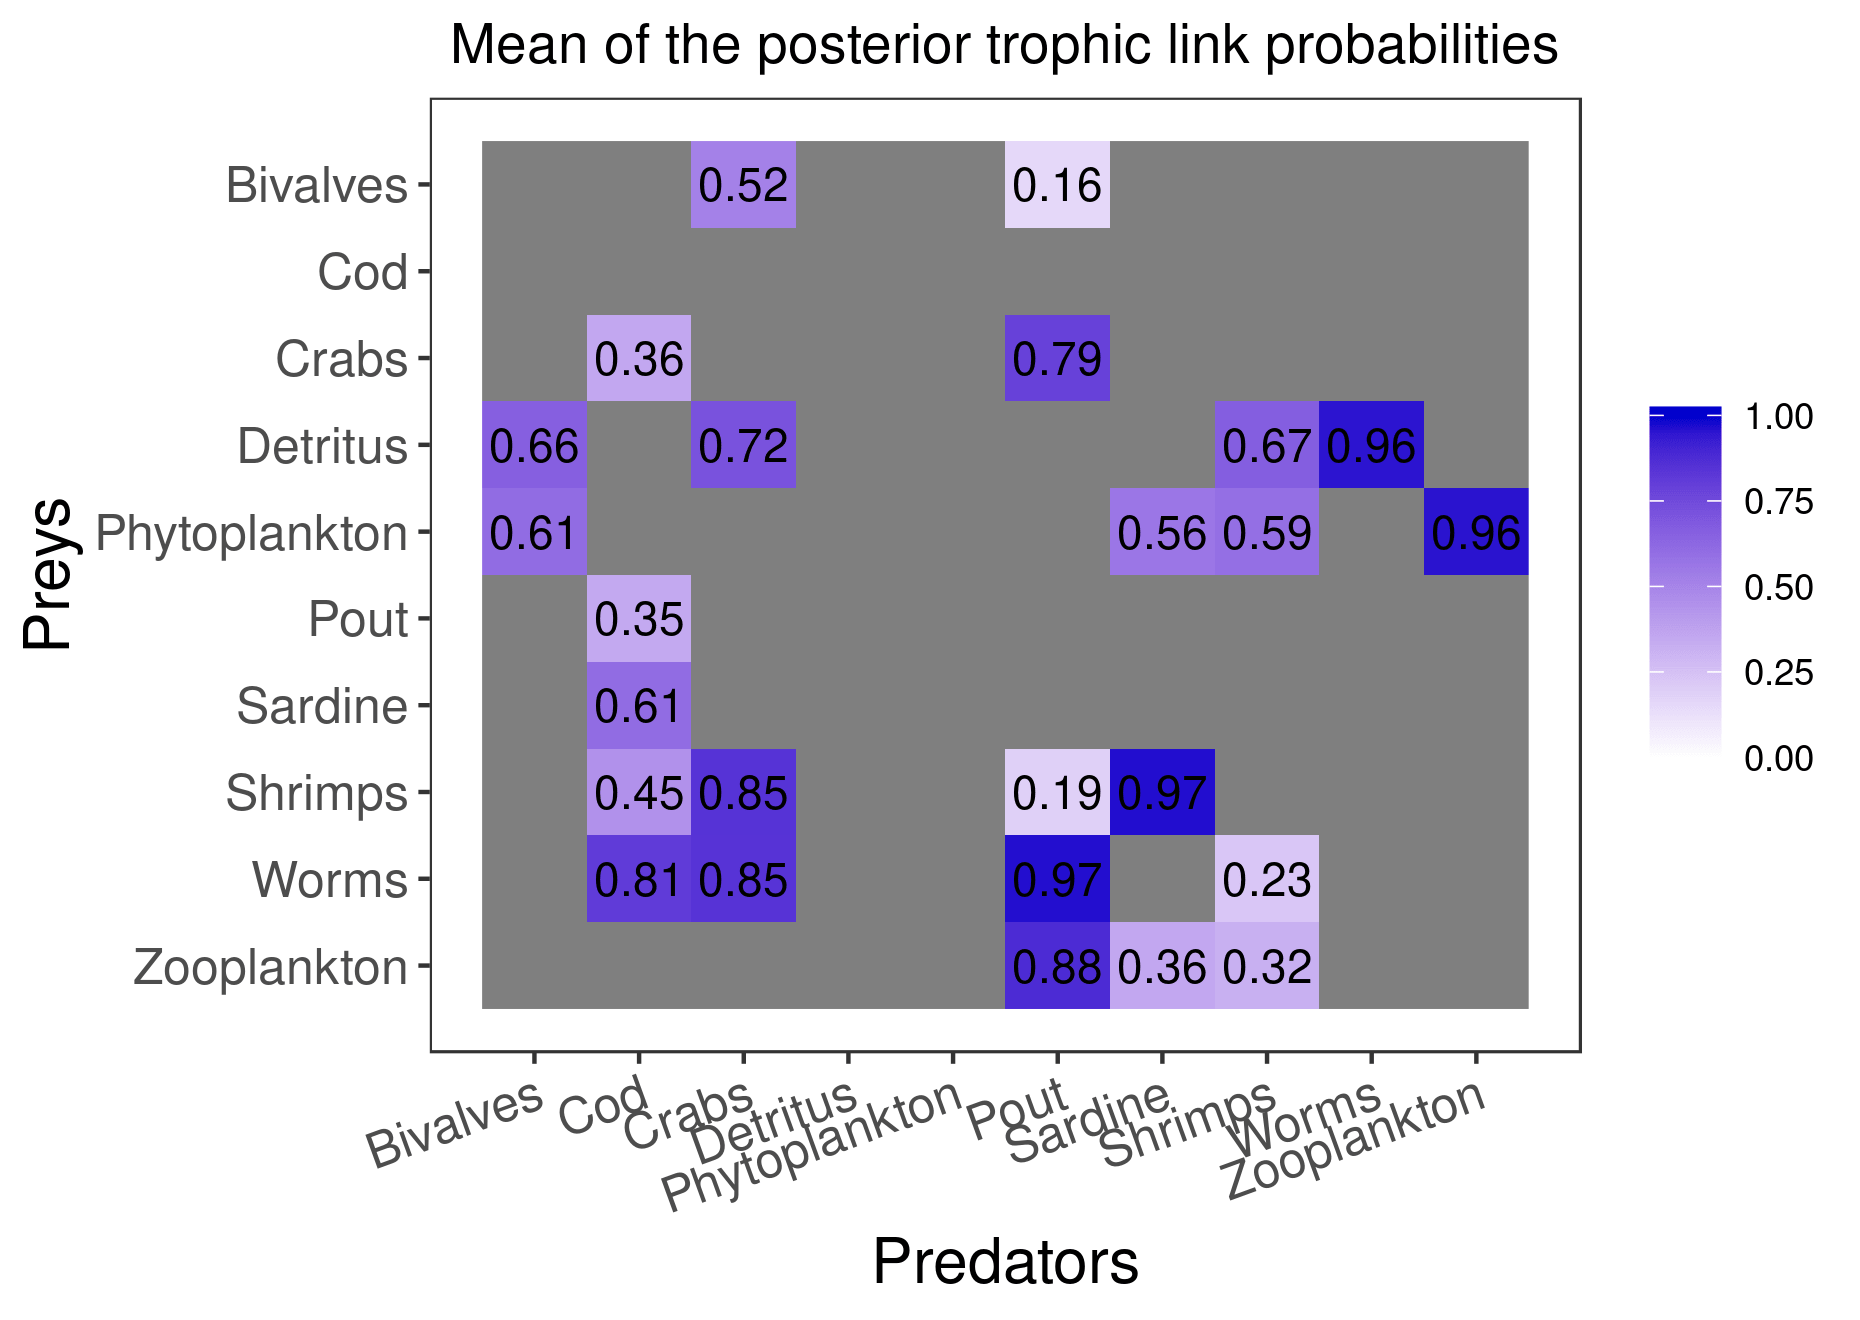 Mean of the posterior trophic link probabilities
Preys
Bivalves 0.52 0.16
Cod
Crabs 0.36 0.79
Detritus 0.66 0.72 0.67 0.96
Phytoplankton 0.61 0.56 0.59 0.96
Pout 0.35
Sardine 0.61
Shrimps 0.45 0.85 0.19 0.97
Worms 0.81 0.85 0.97 0.23
Zooplankton 0.88 0.36 0.32
Bivalves
Cod
Crabs
Detritus
Phytoplankton
Pout
Sardine
Shrimps
Worms
Zooplankton
Predators
1.00
0.75
0.50
0.25
0.00